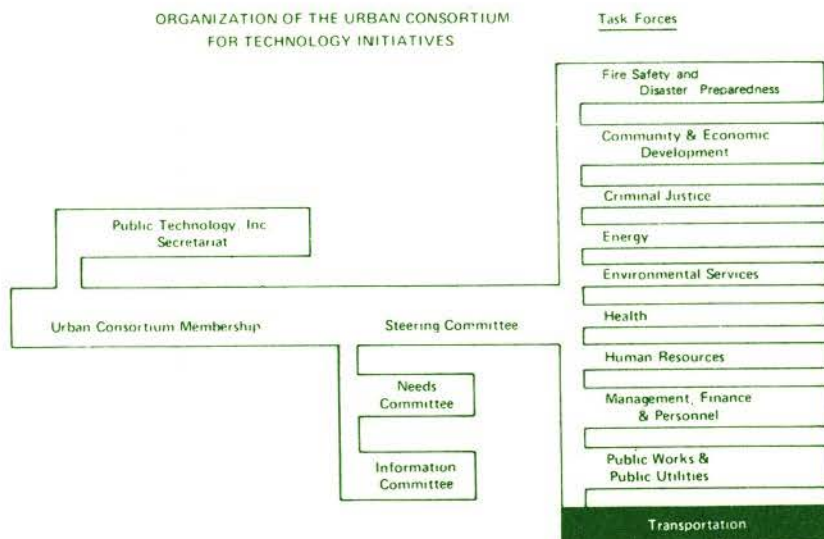 ORGANIZATION OF THE URBAN CONSORTIUM
FOR TECHNOLOGY INITIATIVES
Task Forces
Fire Safety and
Disaster Preparedness
Community & Economic
Development
Criminal Justice
Energy
Environmental Services
Health
Human Resources
Management, Finance
& Personnel
Public Works &
Public Utilities
Transportation
Public Technology, Inc
Secretariat
Urban Consortium Membership
Steering Committee
Needs
Committee
Information
Committee